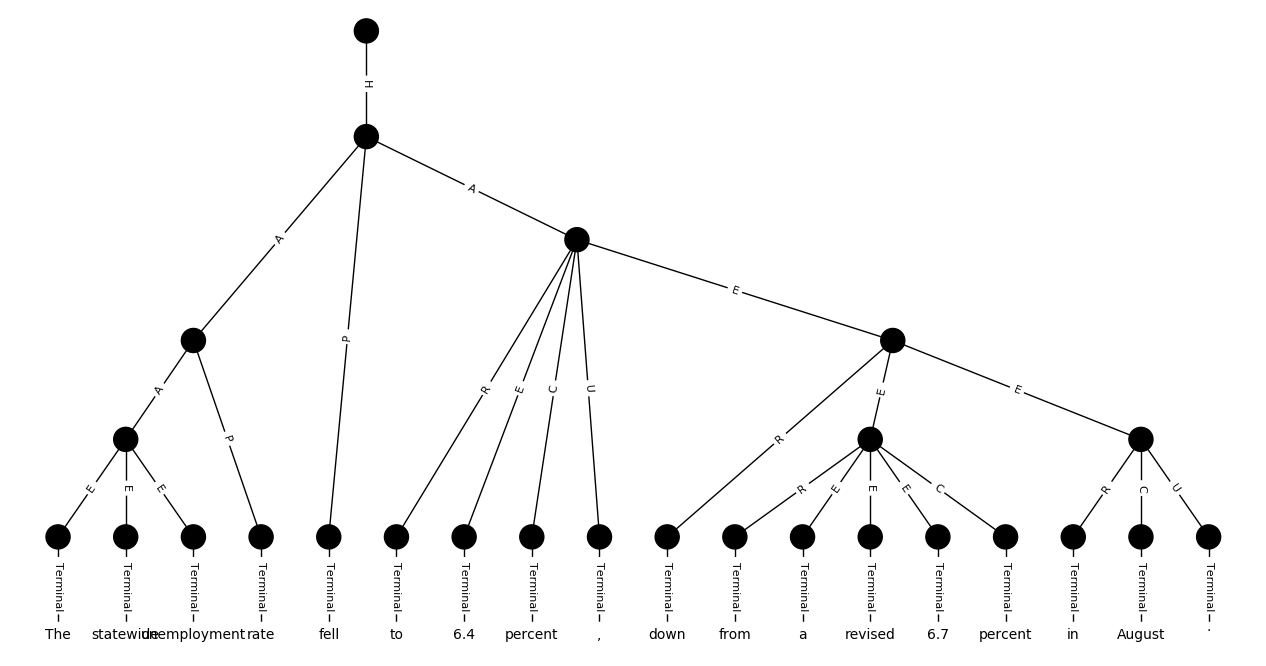 H
A
A
P
E
A
P
R
E
C
U
R
E
E
E
E
E
R
E
E
E
C
R
C
U
Terminal Terminal Terminal Terminal Terminal Terminal Terminal Terminal Terminal Terminal Terminal Terminal Terminal Terminal Terminal Terminal Terminal Terminal
The statewide unemployment rate fell to 6.4 percent , down from a revised 6.7 percent in August .